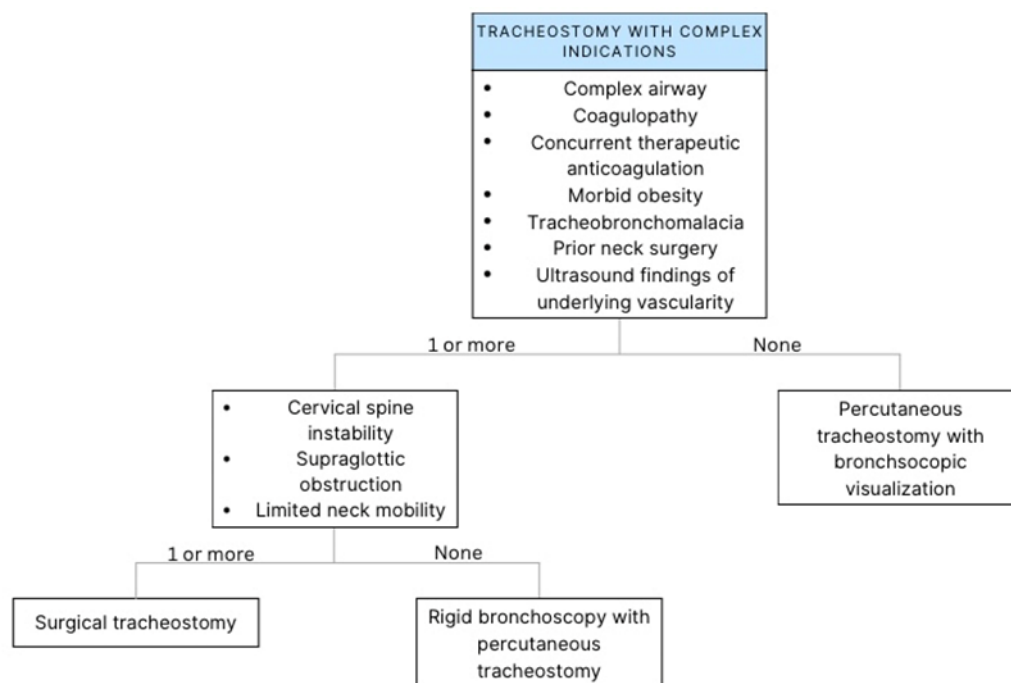 TRACHEOSTOMY WITH COMPLEX
INDICATIONS
• Complex airway
• Coagulopathy
• Concurrent therapeutic
anticoagulation
• Morbid obesity
• Tracheobronchomalacia
• Prior neck surgery
• Ultrasound findings of
underlying vascularity
1 or more
None
• Cervical spine
instability
• Supraglottic
obstruction
• Limited neck mobility
Percutaneous
tracheostomy with
bronchsocopic
visualization
1 or more
None
Surgical tracheostomy
Rigid bronchoscopy with
percutaneous
tracheostomy